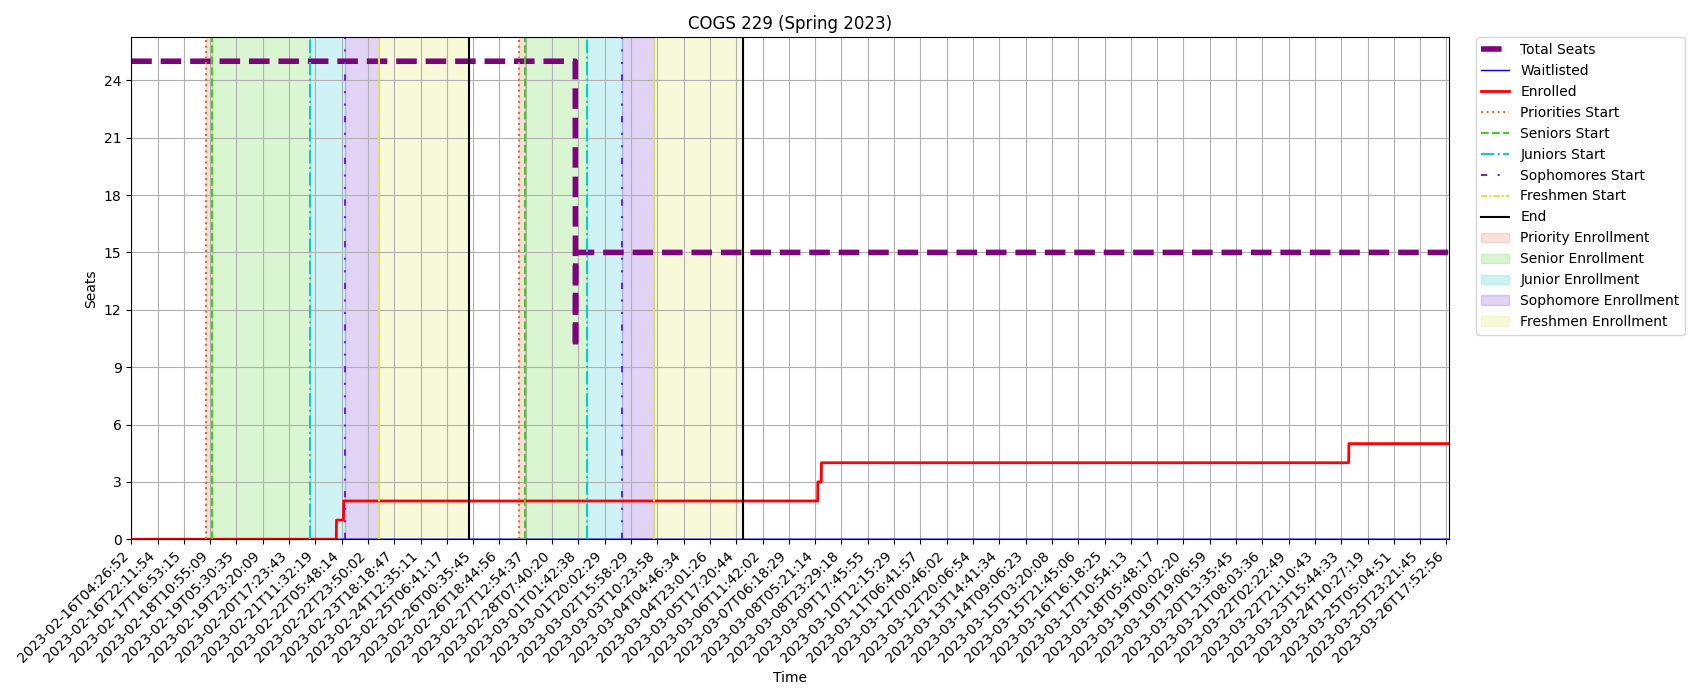 COGS 229 (Spring 2023)
Seats
24
21
18
15
12
9
6
3
0
2023-02-16T04:26:52
2023-02-16T22:11:54
2023-02-17T16:53:15
2023-02-18T10:55:09
2023-02-19T05:30:35
2023-02-19T23:20:09
2023-02-20T17:23:43
2023-02-21T11:32:19
2023-02-22T05:48:14
2023-02-22T23:50:02
2023-02-23T18:18:47
2023-02-24T12:35:11
2023-02-25T06:41:17
2023-02-26T00:35:45
2023-02-26T18:44:56
2023-02-27T12:54:37
2023-02-28T07:40:20
2023-03-01T01:42:38
2023-03-01T20:02:29
2023-03-02T15:58:29
2023-03-03T10:23:58
2023-03-04T04:46:34
2023-03-04T23:01:26
2023-03-05T17:20:44
2023-03-06T11:42:02
2023-03-07T06:18:29
2023-03-08T05:21:14
2023-03-08T23:29:18
2023-03-09T17:45:55
2023-03-10T12:15:29
2023-03-11T06:41:57
2023-03-12T00:46:02
2023-03-12T20:06:54
2023-03-13T14:41:34
2023-03-14T09:06:23
2023-03-15T03:20:08
2023-03-15T21:45:06
2023-03-16T16:18:25
2023-03-17T10:54:13
2023-03-18T05:48:17
2023-03-19T00:02:20
2023-03-19T19:06:59
2023-03-20T13:35:45
2023-03-21T08:03:36
2023-03-22T02:22:49
2023-03-22T21:10:43
2023-03-23T15:44:33
2023-03-24T10:27:19
2023-03-25T05:04:51
2023-03-25T23:21:45
2023-03-26T17:52:56
Time
Total Seats
Waitlisted
Enrolled
Priorities Start
Seniors Start
Juniors Start
Sophomores Start
Freshmen Start
End
Priority Enrollment
Senior Enrollment
Junior Enrollment
Sophomore Enrollment
Freshmen Enrollment